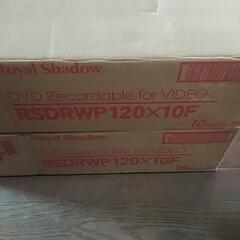 Royal Shadow
DVD Recordable for VIDEO
RSDRWP120×10F
Royal Shadow
DVD Recordable for VIDEO
RSDRWP120×10F